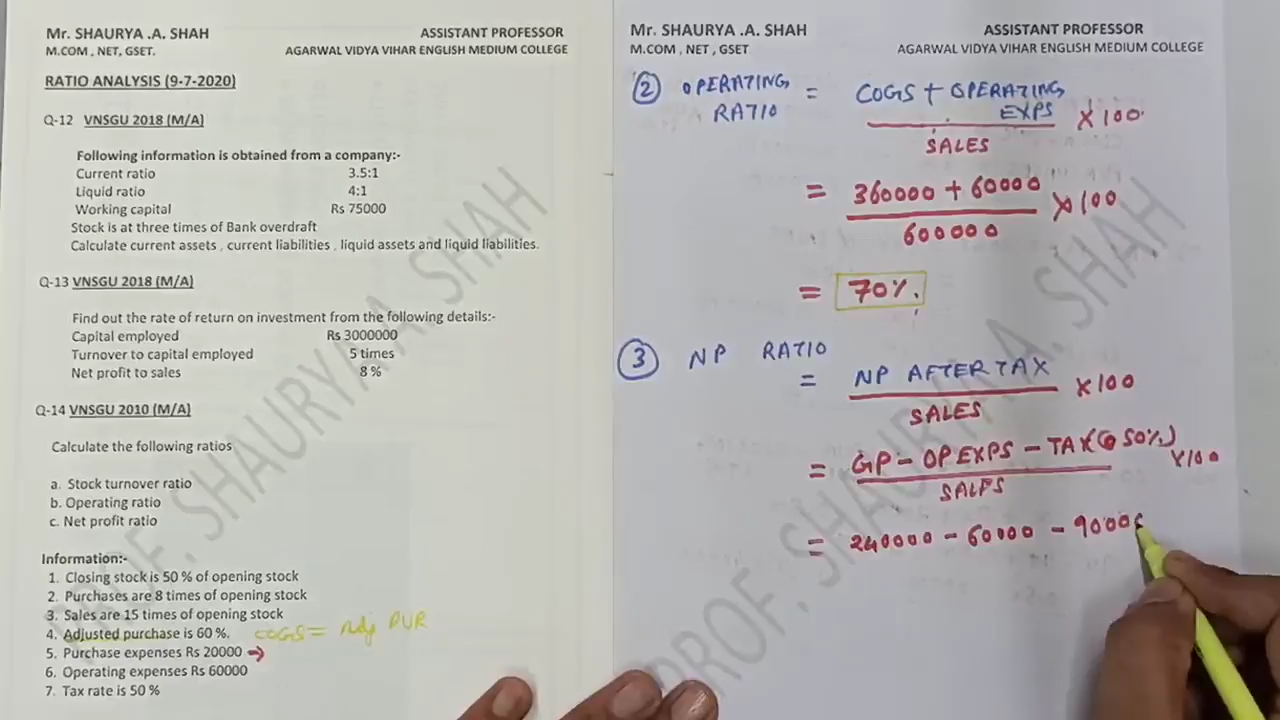 Mr. SHAURYA .A. SHAH ASSISTANT PROFESSOR
M.COM , NET, GSET. AGARWAL VIDYA VIHAR ENGLISH MEDIUM COLLEGE
RATIO ANALYSIS (9-7-2020)
Q-12 VNSGU 2018 (M/A)
Following information is obtained from a company:-
Current ratio 3.5:1
Liquid ratio 4:1
Working capital Rs 75000
Stock is at three times of Bank overdraft
Calculate current assets , current liabilities , liquid assets and liquid liabilities.
Q-13 VNSGU 2018 (M/A)
Find out the rate of return on investment from the following details:-
Capital employed Rs 3000000
Turnover to capital employed 5 times
Net profit to sales 8 %
Q-14 VNSGU 2010 (M/A)
Calculate the following ratios
a. Stock turnover ratio
b. Operating ratio
c. Net profit ratio
Information:-
1. Closing stock is 50 % of opening stock
2. Purchases are 8 times of opening stock
3. Sales are 15 times of opening stock
4. Adjusted purchase is 60 %. COGS = Adj PUR
5. Purchase expenses Rs 20000 →
6. Operating expenses Rs 60000
7. Tax rate is 50 %
PROF. SHAURYA A. SHAH
Mr. SHAURYA .A. SHAH ASSISTANT PROFESSOR
M.COM , NET, GSET AGARWAL VIDYA VIHAR ENGLISH MEDIUM COLLEGE
② OPERATING = COGS + OPERATING
RATIO EXPS × 100
SALES
= 360000 + 60000 × 100
600000
= 70%.
③ NP RATIO
= NP AFTER TAX × 100
SALES
= GP – OP EXPS – TAX(@ 50%) × 100
SALES
= 240000 – 60000 – 90000
PROF. SHAURYA A. SHAH